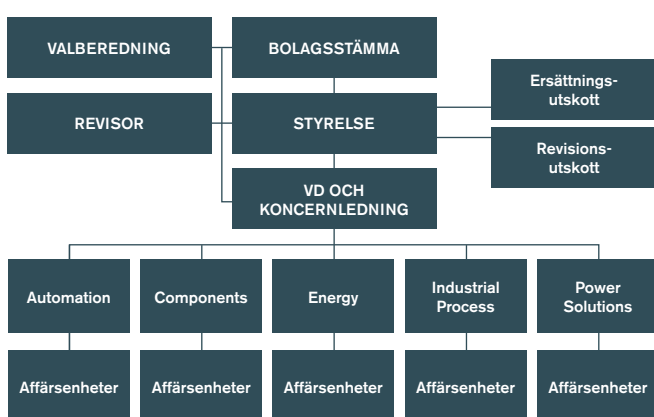 VALBEREDNING
BOLAGSSTÄMMA
Ersättnings-
utskott
REVISOR
STYRELSE
Revisions-
utskott
VD OCH
KONCERNLEDNING
Automation
Components
Energy
Industrial
Process
Power
Solutions
Affärsenheter
Affärsenheter
Affärsenheter
Affärsenheter
Affärsenheter